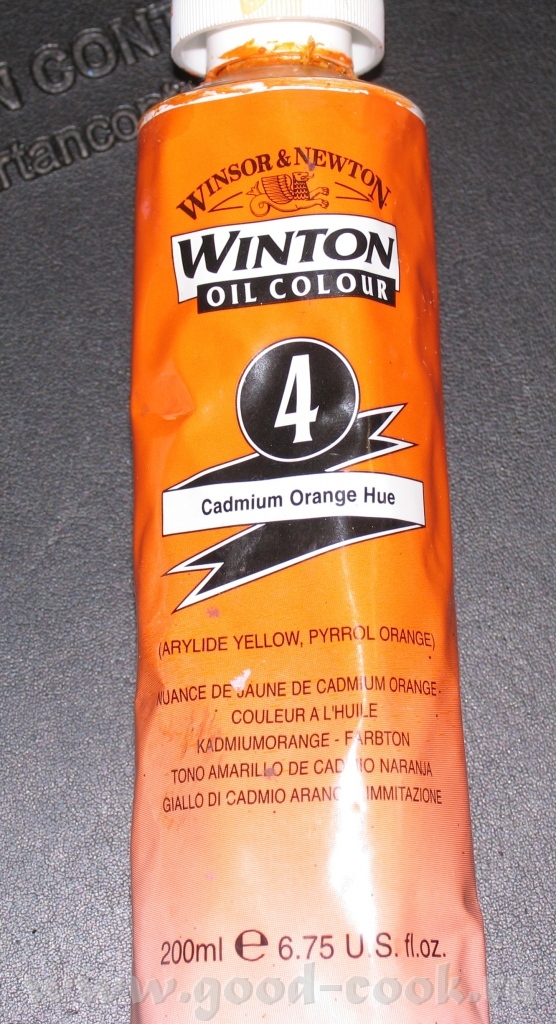 N CONT
rtancont
WINSOR & NEWTON
WINTON
OIL COLOUR
4
Cadmium Orange Hue
(ARYLIDE YELLOW, PYRROL ORANGE)
NUANCE DE JAUNE DE CADMIUM ORANGE-
COULEUR A L'HUILE
KADMIUMORANGE - FARBTON
TONO AMARILLO DE CADMIO NARANJA
GIALLO DI CADMIO IMMITAZIONE
200ml e 6.75 U.S. fl.oz.
www.good-cook.ru